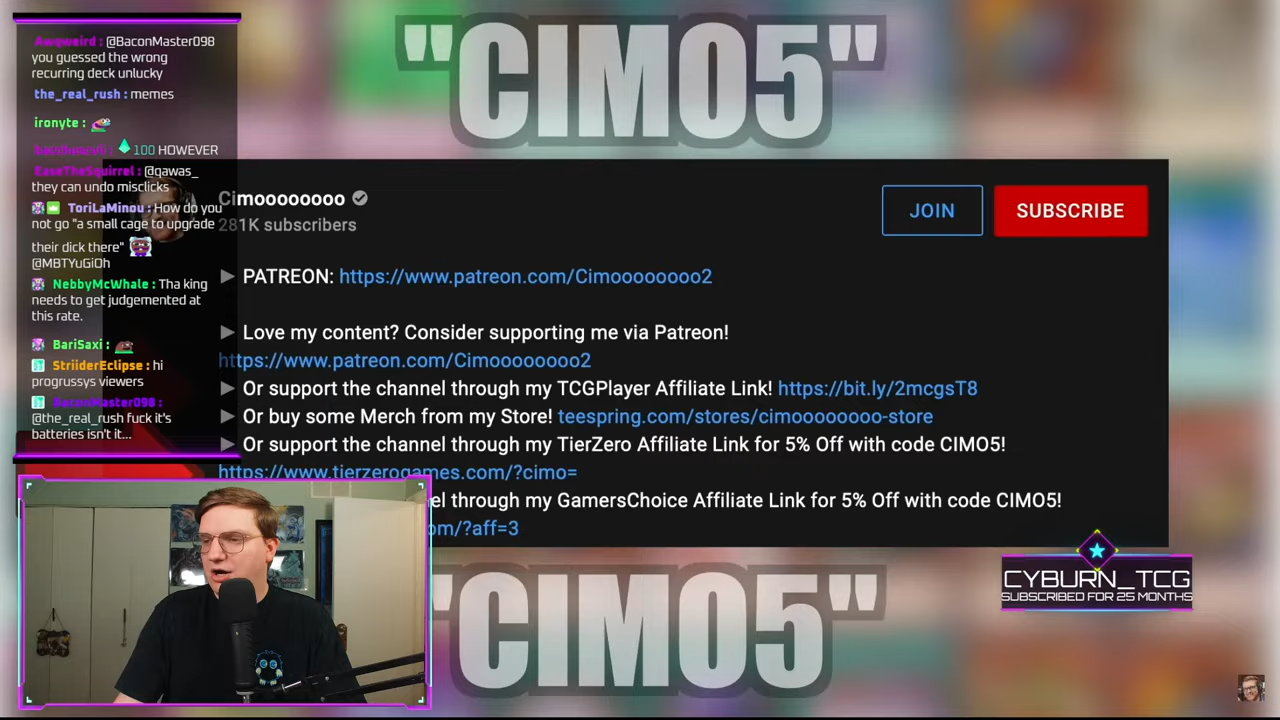 "CIMO5"
Awqweird : @BaconMaster098
you guessed the wrong
recurring deck unlucky
the_real_rush : memes
ironyte :
100 HOWEVER
EaseTheSquirrel : @qawas_
they can undo misclicks
ToriLaMinou : How do you
not go "a small cage to upgrade
their dick there"
@MBTYuGiOh
NebbyMcWhale : Tha king
needs to get judgemented at
this rate.
BariSaxi :
StriiderEclipse : hi
progrussys viewers
BaconMaster098 :
@the_real_rush fuck it's
batteries isn't it...
Cimoooooooo
281K subscribers
JOIN
SUBSCRIBE
PATREON: https://www.patreon.com/Cimoooooooo2
Love my content? Consider supporting me via Patreon!
https://www.patreon.com/Cimoooooooo2
Or support the channel through my TCGPlayer Affiliate Link! https://bit.ly/2mcgsT8
Or buy some Merch from my Store! teespring.com/stores/cimoooooooo-store
Or support the channel through my TierZero Affiliate Link for 5% Off with code CIMO5!
https://www.tierzerogames.com/?cimo=
el through my GamersChoice Affiliate Link for 5% Off with code CIMO5!
om/?aff=3
CYBURN_TCG
SUBSCRIBED FOR 25 MONTHS
"CIMO5"